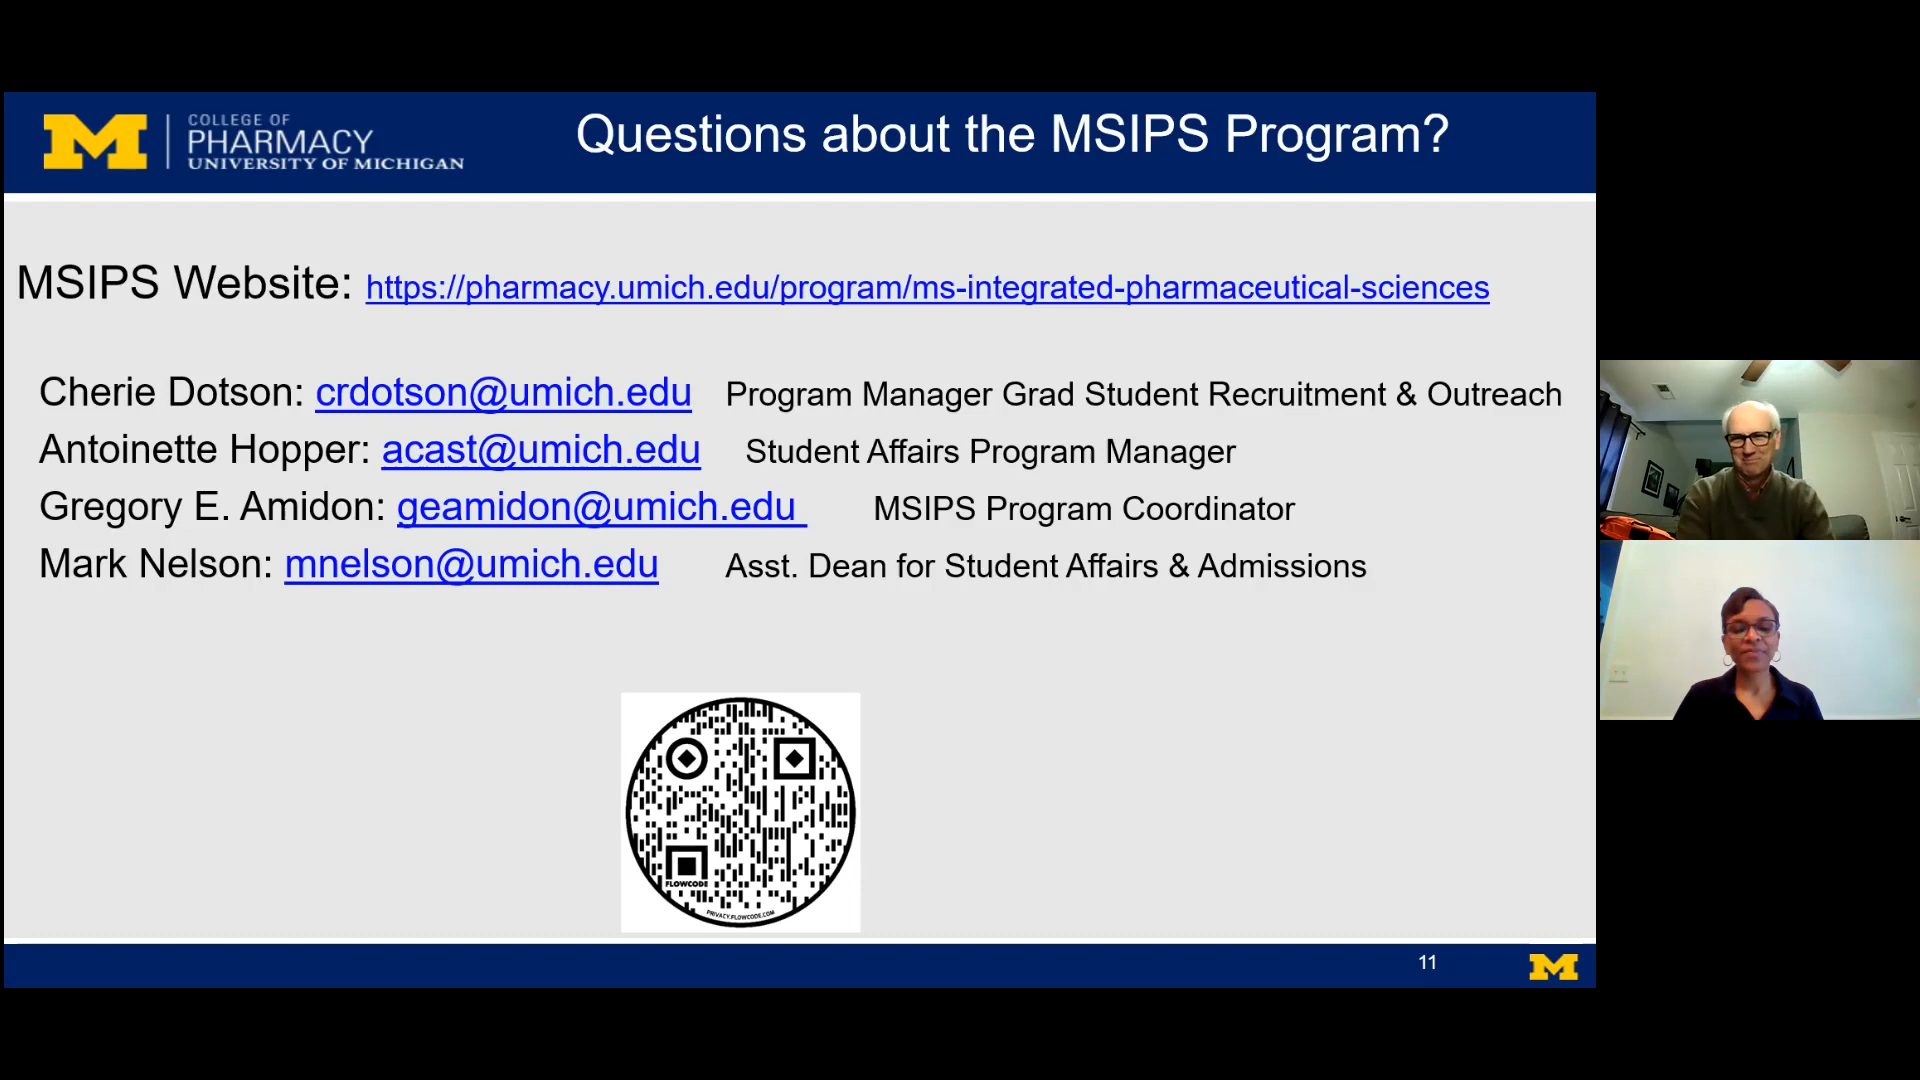 COLLEGE OF
PHARMACY
UNIVERSITY OF MICHIGAN
Questions about the MSIPS Program?
MSIPS Website: https://pharmacy.umich.edu/program/ms-integrated-pharmaceutical-sciences
Cherie Dotson: crdotson@umich.edu Program Manager Grad Student Recruitment & Outreach
Antoinette Hopper: acast@umich.edu Student Affairs Program Manager
Gregory E. Amidon: geamidon@umich.edu MSIPS Program Coordinator
Mark Nelson: mnelson@umich.edu Asst. Dean for Student Affairs & Admissions
FLOWCODE
PRIVACY.FLOWCODE.COM
11